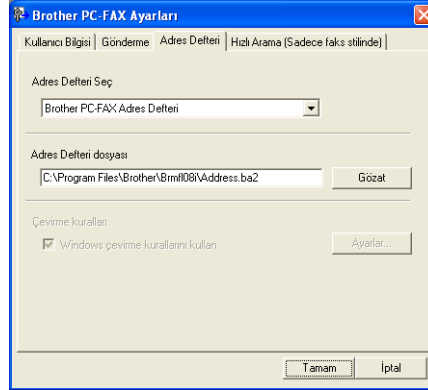 Brother PC-FAX Ayarları
Kullanıcı Bilgisi Gönderme Adres Defteri Hızlı Arama (Sadece faks stilinde)
Adres Defteri Seç
Brother PC-FAX Adres Defteri
Adres Defteri dosyası
C:\Program Files\Brother\Brmfl08i\Address.ba2 Gözat
Çevirme kuralları
Windows çevirme kurallarını kullan Ayarlar...
Tamam İptal